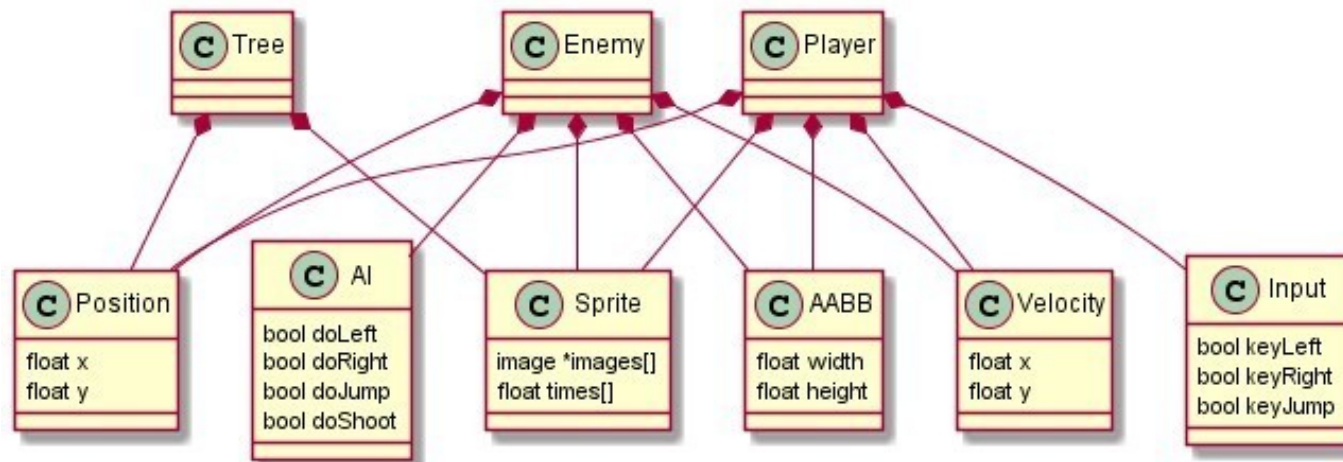 C Tree
C Enemy
C Player
C Position
float x
float y
C AI
bool doLeft
bool doRight
bool doJump
bool doShoot
C Sprite
image *images[]
float times[]
C AABB
float width
float height
C Velocity
float x
float y
C Input
bool keyLeft
bool keyRight
bool keyJump